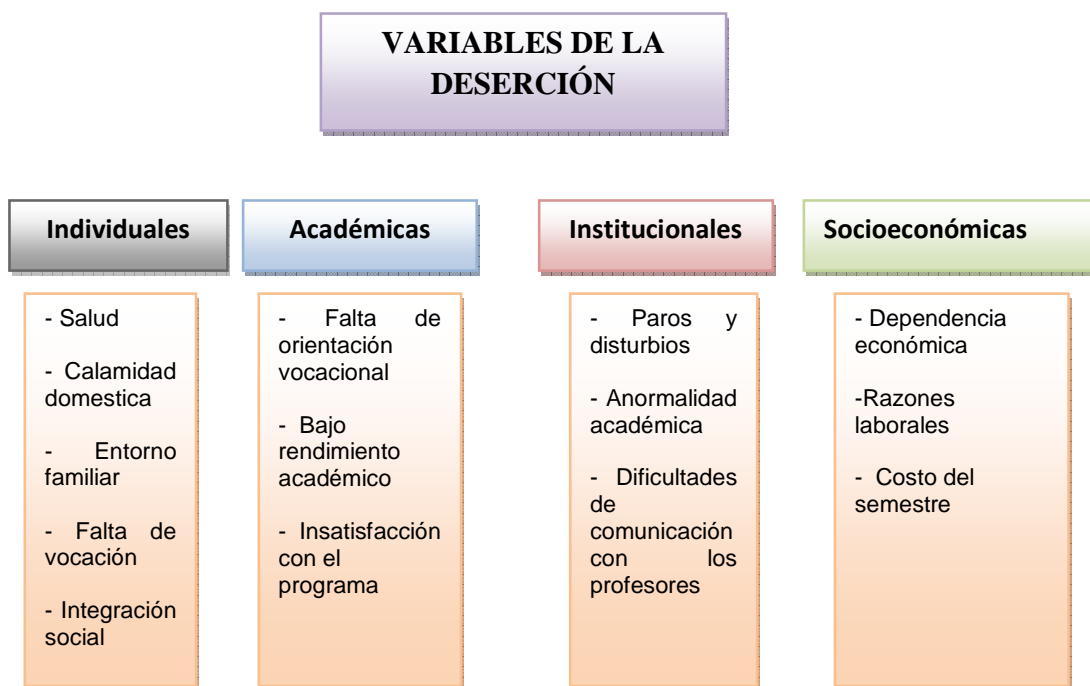 VARIABLES DE LA
DESERCIÓN
Individuales
- Salud
- Calamidad
domestica
- Entorno
familiar
- Falta de
vocación
- Integración
social
Académicas
- Falta de
orientación
vocacional
- Bajo
rendimiento
académico
- Insatisfacción
con el
programa
Institucionales
- Paros y
disturbios
- Anormalidad
académica
- Dificultades
de
comunicación
con los
profesores
Socioeconómicas
- Dependencia
económica
-Razones
laborales
- Costo del
semestre